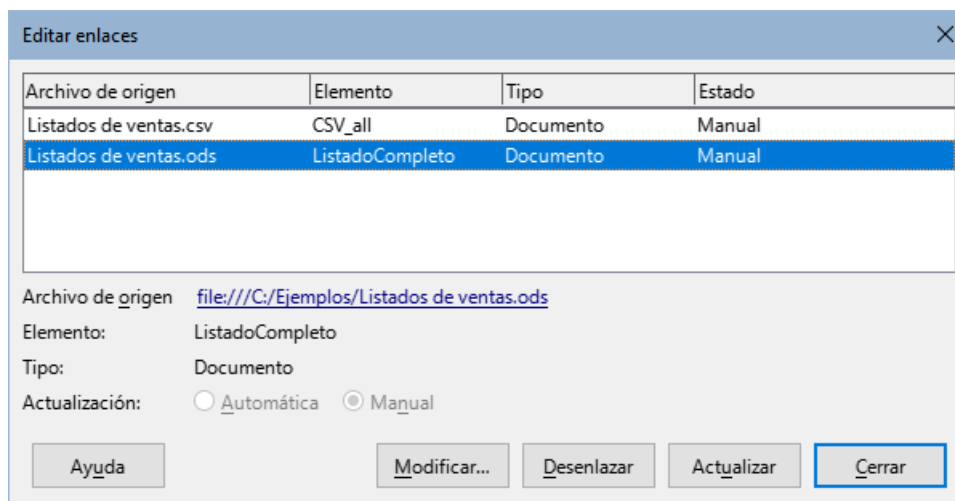 Editar enlaces
Archivo de origen Elemento Tipo Estado
Listados de ventas.csv CSV_all Documento Manual
Listados de ventas.ods ListadoCompleto Documento Manual
Archivo de origen file:///C:/Ejemplos/Listados de ventas.ods
Elemento: ListadoCompleto
Tipo: Documento
Actualización: Automática Manual
Ayuda Modificar... Desenlazar Actualizar Cerrar